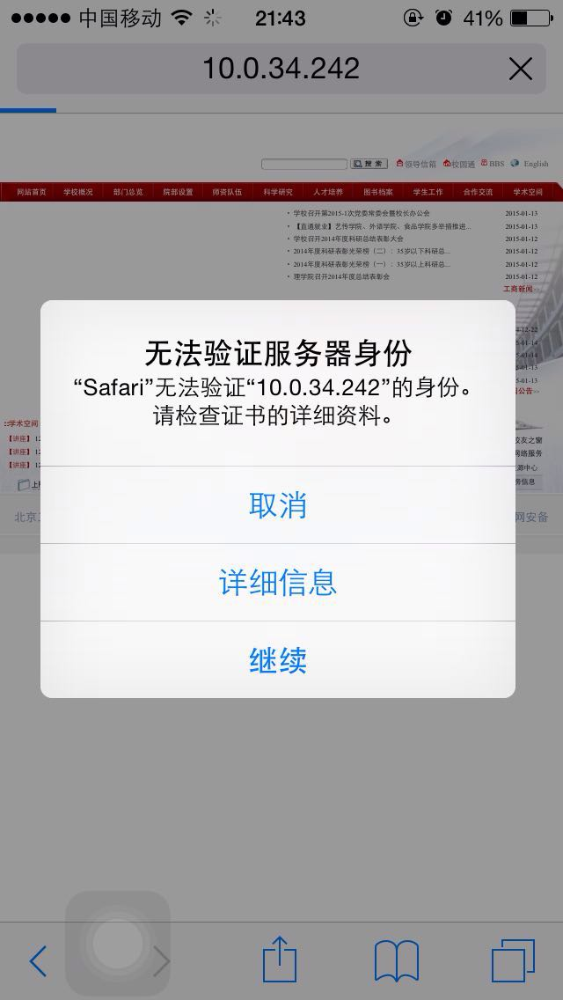 中国移动
21:43
41%
10.0.34.242
搜索 领导信箱 校园通 BBS English
网站首页 学校概况 部门总览 院部设置 师资队伍 科学研究 人才培养 图书档案 学生工作 合作交流 学术空间
· 学校召开第2015-1次党委常委会暨校长办公会 2015-01-13
· 【直通就业】艺传学院、外语学院、食品学院多举措推进... 2015-01-13
· 学校召开2014年度科研总结表彰大会 2015-01-12
· 2014年度科研表彰光荣榜（二）：35岁以下科研总... 2015-01-12
· 2014年度科研表彰光荣榜（一）：35岁以上科研总... 2015-01-12
· 理学院召开2014年度总结表彰会 2015-01-12
工商新闻>>
4-12-22
5-01-14
5-01-14
5-01-13
5-01-13
公告>>
无法验证服务器身份
“Safari”无法验证“10.0.34.242”的身份。
请检查证书的详细资料。
::学术空间
【讲座】12
【讲座】12
【讲座】12
校友之窗
网络服务
源中心
务信息
上网
北京工
网安备
取消
详细信息
继续